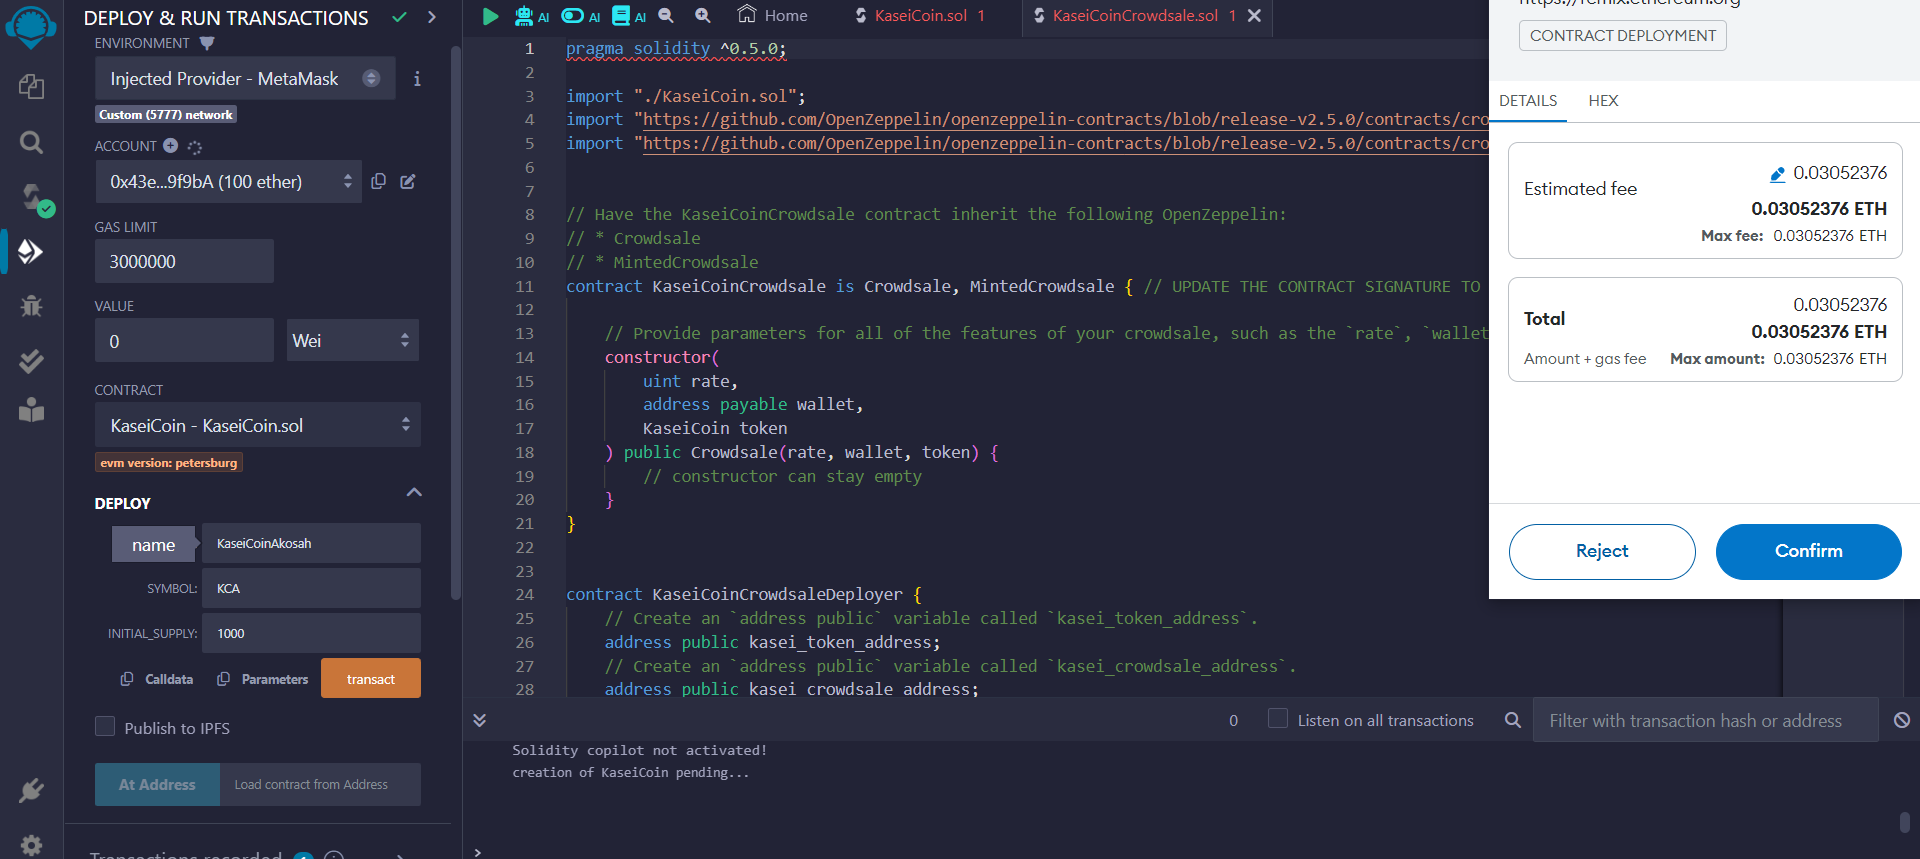 DEPLOY & RUN TRANSACTIONS
ENVIRONMENT
Injected Provider - MetaMask
i
Custom (5777) network
ACCOUNT
0x43e...9f9bA (100 ether)
GAS LIMIT
3000000
VALUE
0
Wei
CONTRACT
KaseiCoin - KaseiCoin.sol
evm version: petersburg
DEPLOY
name
KaseiCoinAkosah
SYMBOL:
KCA
INITIAL_SUPPLY:
1000
Calldata
Parameters
transact
Publish to IPFS
At Address
Load contract from Address
Transactions recorded
AI
AI
AI
Home
KaseiCoin.sol 1
KaseiCoinCrowdsale.sol 1
1 pragma solidity ^0.5.0;
2
3 import "./KaseiCoin.sol";
4 import "https://github.com/OpenZeppelin/openzeppelin-contracts/blob/release-v2.5.0/contracts/cro
5 import "https://github.com/OpenZeppelin/openzeppelin-contracts/blob/release-v2.5.0/contracts/cro
6
7
8 // Have the KaseiCoinCrowdsale contract inherit the following OpenZeppelin:
9 // * Crowdsale
10 // * MintedCrowdsale
11 contract KaseiCoinCrowdsale is Crowdsale, MintedCrowdsale { // UPDATE THE CONTRACT SIGNATURE TO
12
13 // Provide parameters for all of the features of your crowdsale, such as the `rate`, `wallet
14 constructor(
15 uint rate,
16 address payable wallet,
17 KaseiCoin token
18 ) public Crowdsale(rate, wallet, token) {
19 // constructor can stay empty
20 }
21 }
22
23
24 contract KaseiCoinCrowdsaleDeployer {
25 // Create an `address public` variable called `kasei_token_address`.
26 address public kasei_token_address;
27 // Create an `address public` variable called `kasei_crowdsale_address`.
28 address public kasei_crowdsale_address;
0
Listen on all transactions
Filter with transaction hash or address
Solidity copilot not activated!
creation of KaseiCoin pending...
>
https://remix.ethereum.org
CONTRACT DEPLOYMENT
DETAILS
HEX
Estimated fee
0.03052376
0.03052376 ETH
Max fee: 0.03052376 ETH
Total
0.03052376
0.03052376 ETH
Amount + gas fee
Max amount: 0.03052376 ETH
Reject
Confirm